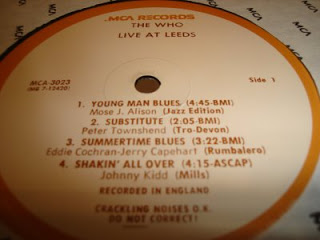 MCA RECORDS
THE WHO
LIVE AT LEEDS
MCA-3023
(MG 7-12420)
Side 1
1. YOUNG MAN BLUES (4:45-BMI)
Mose J. Alison (Jazz Edition)
2. SUBSTITUTE (2:05-BMI)
Peter Townshend (Tro-Devon)
3. SUMMERTIME BLUES (3:22-BMI)
Eddie Cochran-Jerry Capehart (Rumbalero)
4. SHAKIN' ALL OVER (4:15-ASCAP)
Johnny Kidd (Mills)
RECORDED IN ENGLAND
CRACKLING NOISES O.K.
DO NOT CORRECT!
MCA
MCA
MCA